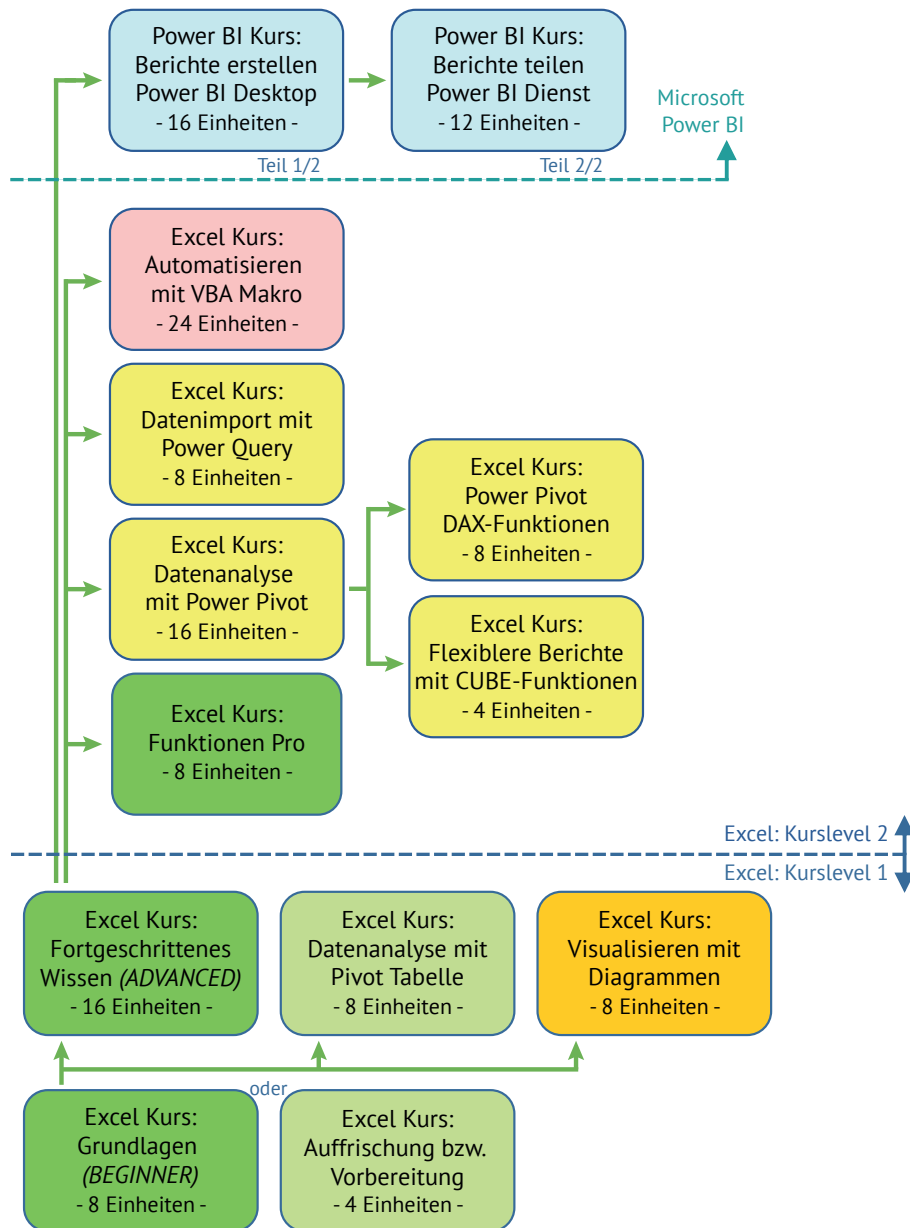 Power BI Kurs:
Berichte erstellen
Power BI Desktop
- 16 Einheiten -
Teil 1/2
Power BI Kurs:
Berichte teilen
Power BI Dienst
- 12 Einheiten -
Teil 2/2
Microsoft
Power BI
Excel Kurs:
Automatisieren
mit VBA Makro
- 24 Einheiten -
Excel Kurs:
Datenimport mit
Power Query
- 8 Einheiten -
Excel Kurs:
Datenanalyse
mit Power Pivot
- 16 Einheiten -
Excel Kurs:
Power Pivot
DAX-Funktionen
- 8 Einheiten -
Excel Kurs:
Flexiblere Berichte
mit CUBE-Funktionen
- 4 Einheiten -
Excel Kurs:
Funktionen Pro
- 8 Einheiten -
Excel: Kurslevel 2
Excel: Kurslevel 1
Excel Kurs:
Fortgeschrittenes
Wissen (ADVANCED)
- 16 Einheiten -
Excel Kurs:
Datenanalyse mit
Pivot Tabelle
- 8 Einheiten -
Excel Kurs:
Visualisieren mit
Diagrammen
- 8 Einheiten -
oder
Excel Kurs:
Grundlagen
(BEGINNER)
- 8 Einheiten -
Excel Kurs:
Auffrischung bzw.
Vorbereitung
- 4 Einheiten -